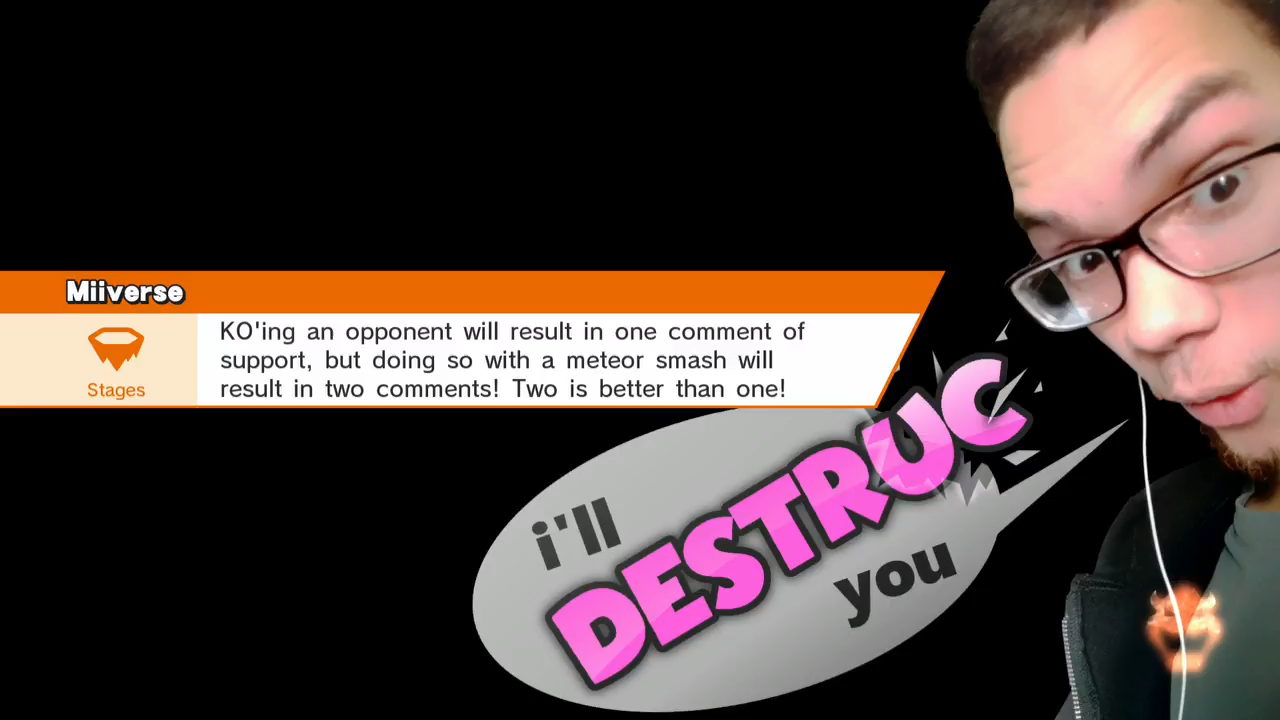 Miiverse
Stages
KO'ing an opponent will result in one comment of
support, but doing so with a meteor smash will
result in two comments! Two is better than one!
i'll
DESTRUC
you